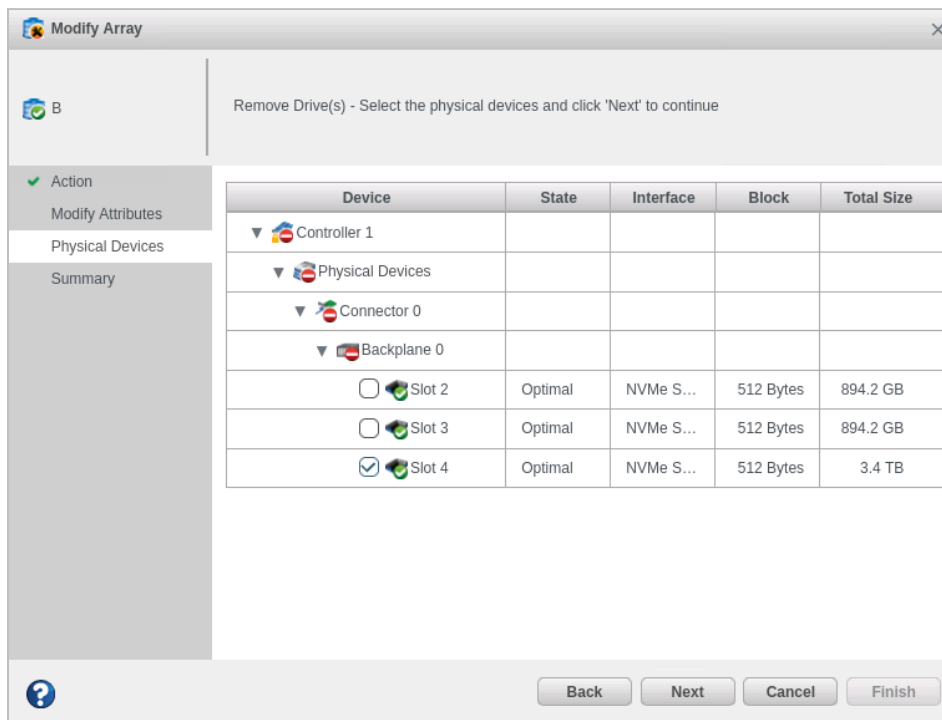 Modify Array
B
Remove Drive(s) - Select the physical devices and click 'Next' to continue
Action
Modify Attributes
Physical Devices
Summary
Device State Interface Block Total Size
Controller 1
Physical Devices
Connector 0
Backplane 0
Slot 2 Optimal NVMe S... 512 Bytes 894.2 GB
Slot 3 Optimal NVMe S... 512 Bytes 894.2 GB
Slot 4 Optimal NVMe S... 512 Bytes 3.4 TB
? Back Next Cancel Finish